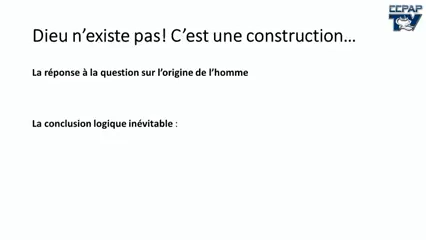 CCPAP
TV
Dieu n’existe pas! C’est une construction…
La réponse à la question sur l’origine de l’homme
La conclusion logique inévitable :